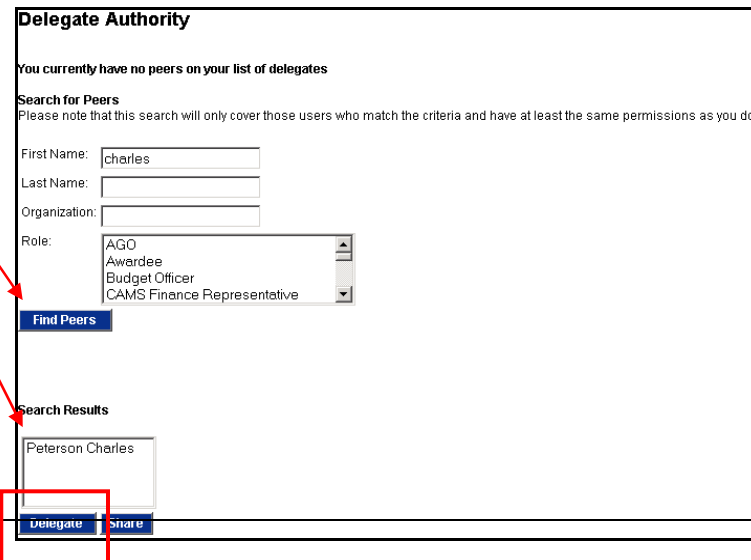 Delegate Authority
You currently have no peers on your list of delegates
Search for Peers
Please note that this search will only cover those users who match the criteria and have at least the same permissions as you do
First Name: charles
Last Name:
Organization:
Role: AGO
Awardee
Budget Officer
CAMS Finance Representative
Find Peers
Search Results
Peterson Charles
Delegate Share